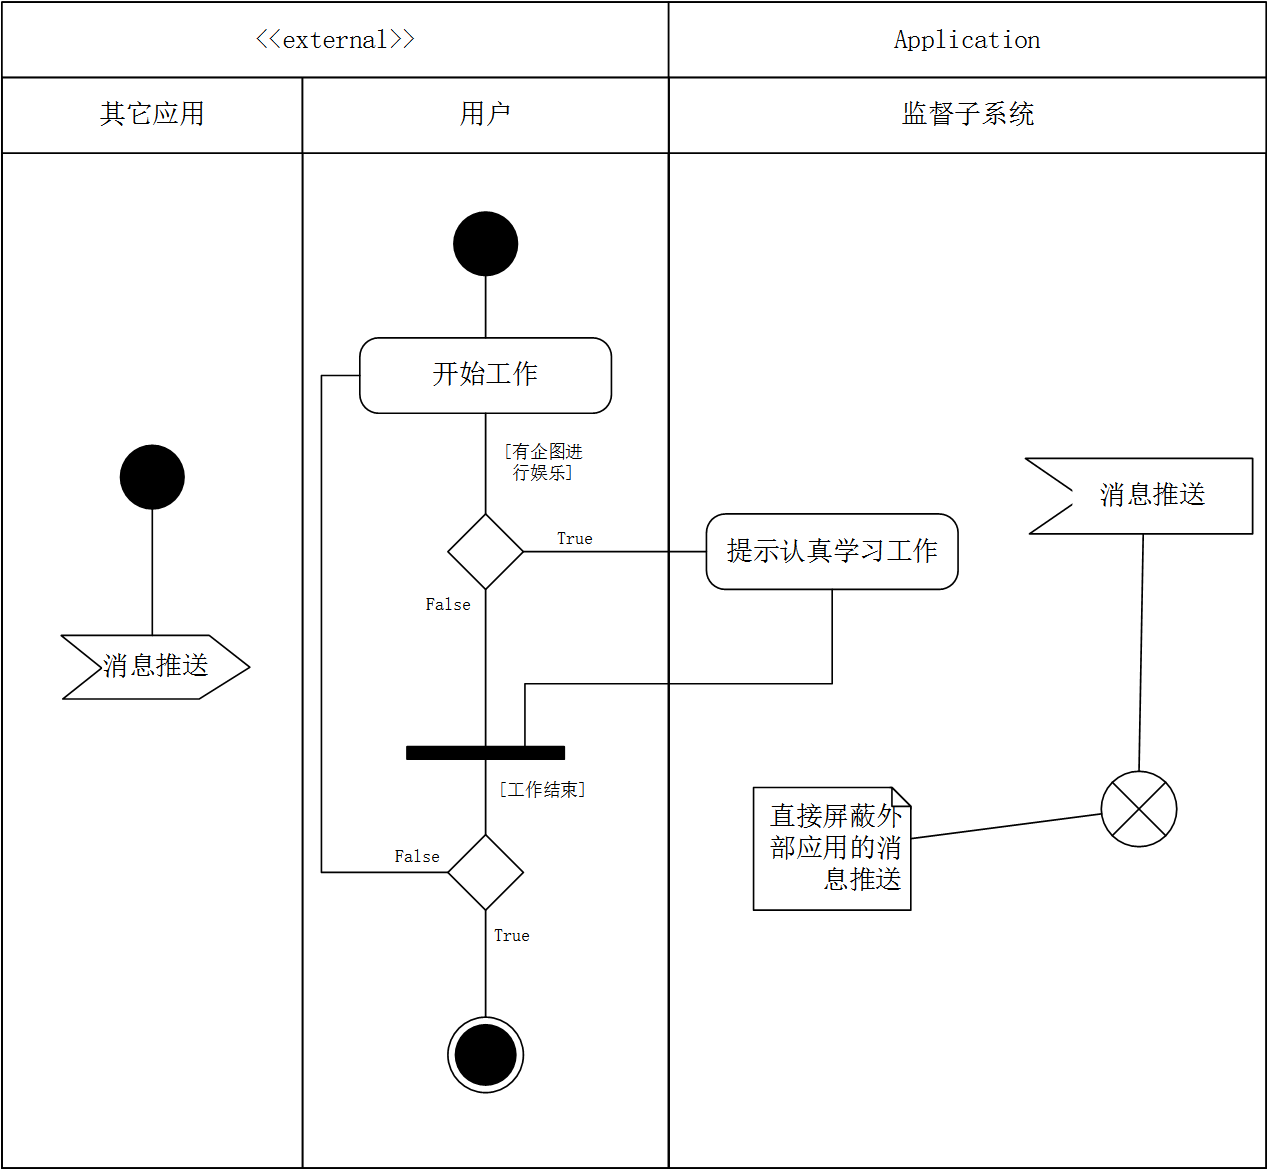 <<external>>
Application
其它应用
用户
监督子系统
开始工作
[有企图进
行娱乐]
消息推送
True
提示认真学习工作
False
消息推送
[工作结束]
直接屏蔽外
部应用的消
息推送
False
True